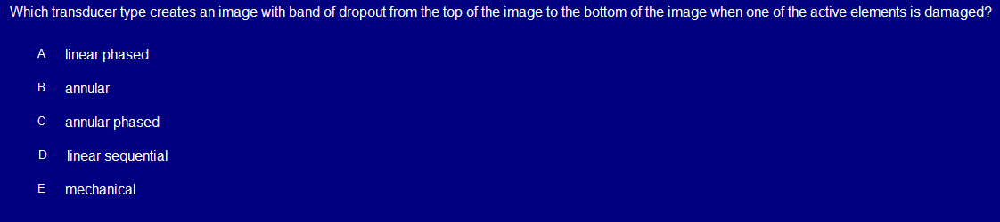 Which transducer type creates an image with band of dropout from the top of the image to the bottom of the image when one of the active elements is damaged?
A linear phased
B annular
C annular phased
D linear sequential
E mechanical